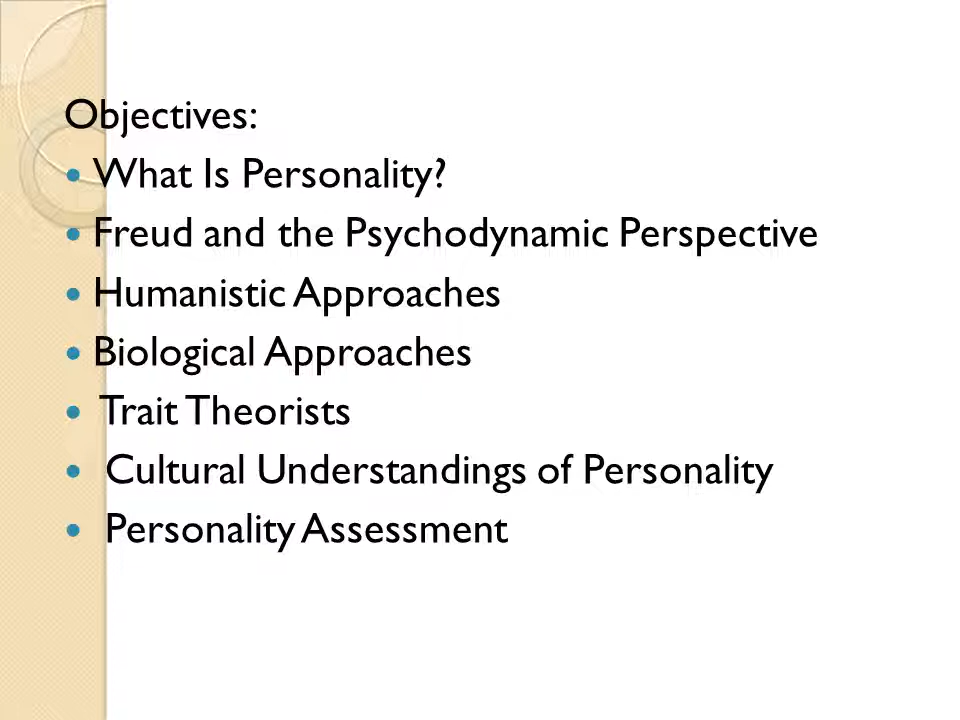 Objectives:
• What Is Personality?
• Freud and the Psychodynamic Perspective
• Humanistic Approaches
• Biological Approaches
• Trait Theorists
• Cultural Understandings of Personality
• Personality Assessment